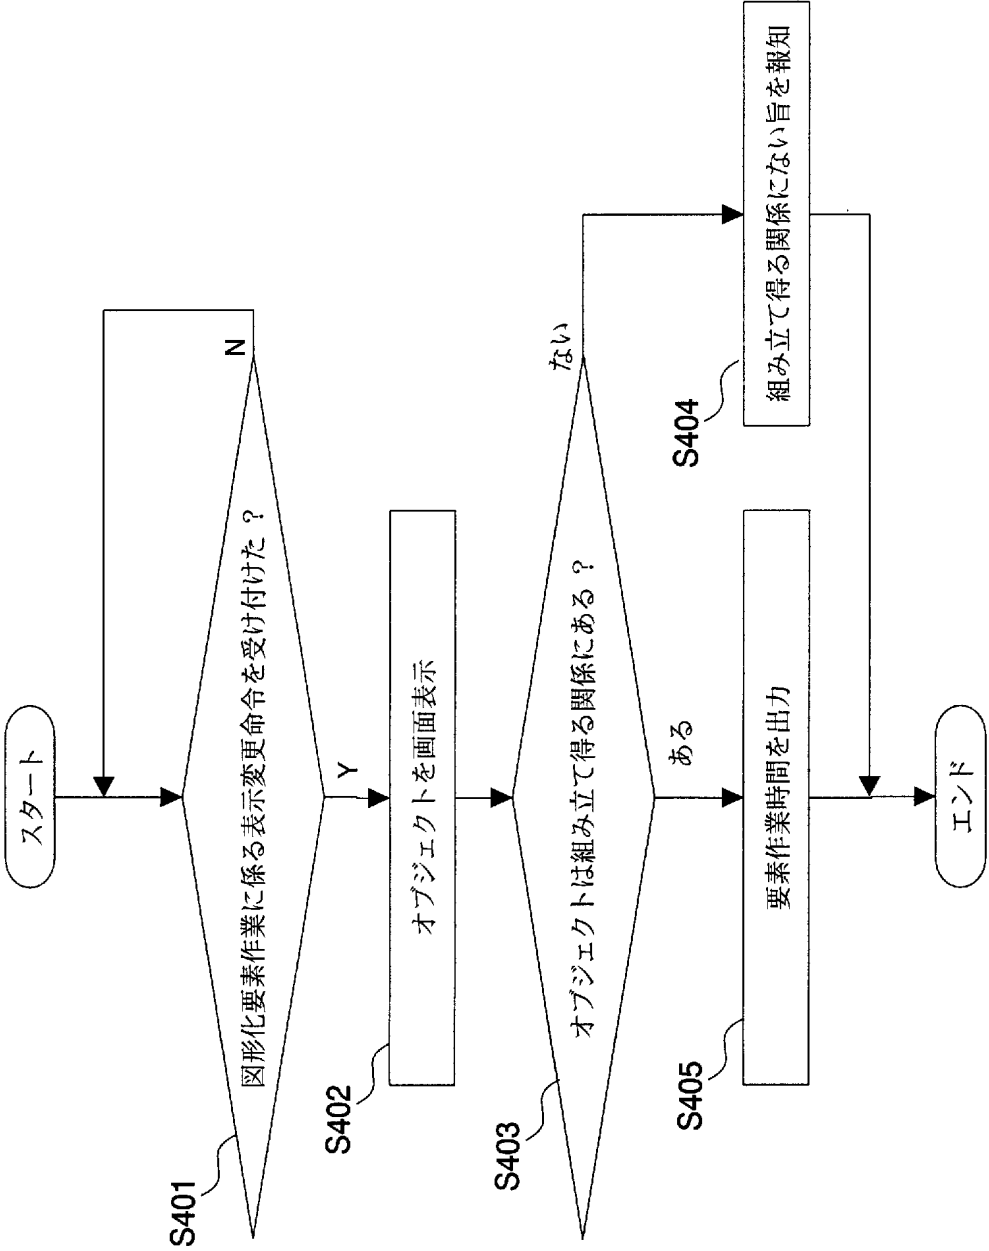 スタート
S401
図形化要素作業に係る表示変更命令を受け付けた？
N
Y
S402
オブジェクトを画面表示
S403
オブジェクトは組み立て得る関係にある？
ない
ある
S404
組み立て得る関係にない旨を報知
S405
要素作業時間を出力
エンド